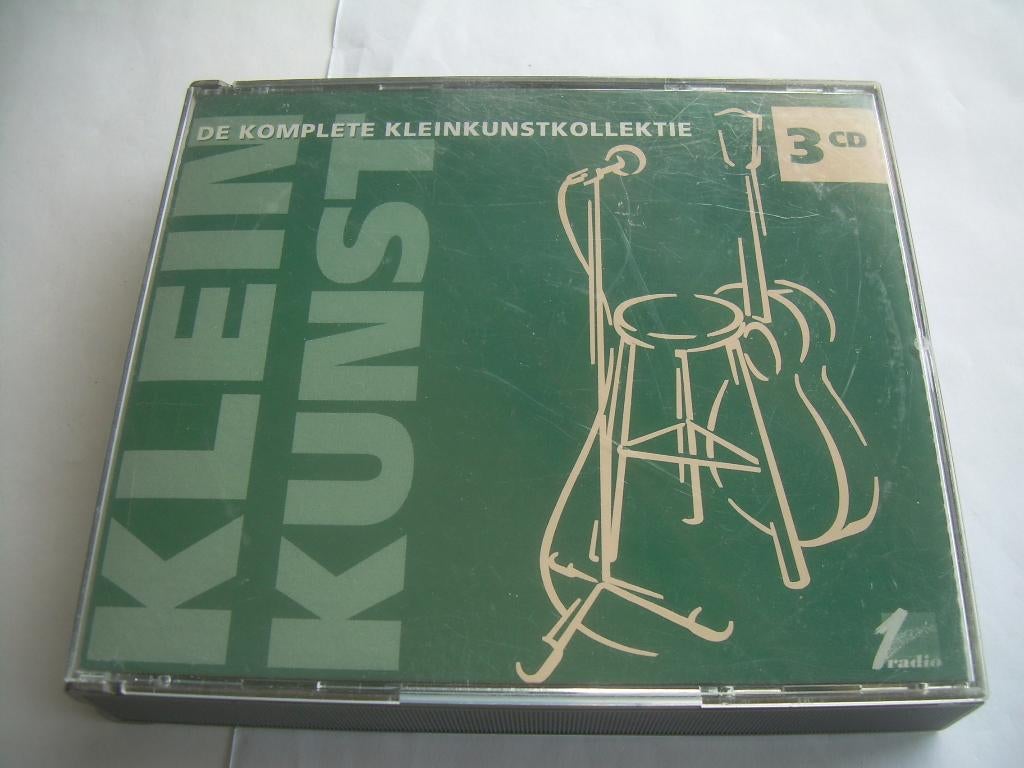 DE KOMPLETE KLEINKUNSTKOLLEKTIE
3 CD
KLEIN
KUNST
1
radio